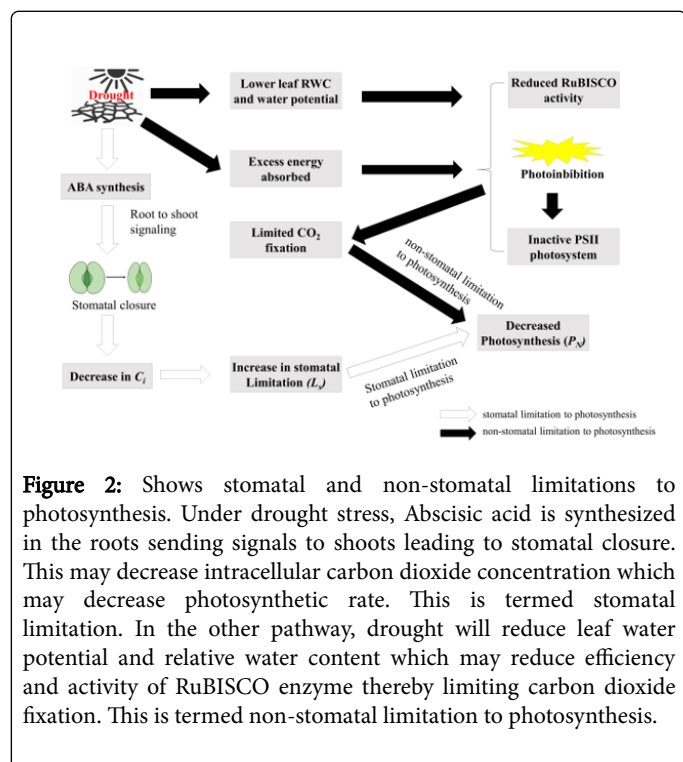 Drought
Lower leaf RWC
and water potential
Reduced RuBISCO
activity
Excess energy
absorbed
Photoinbibition
ABA synthesis
Root to shoot
signaling
Limited CO₂
fixation
Inactive PSII
photosystem
non-stomatal limitation
to photosynthesis
Stomatal closure
Decreased
Photosynthesis (P_N)
Decrease in C_i
Increase in stomatal
Limitation (L_s)
Stomatal limitation
to photosynthesis
stomatal limitation to photosynthesis
non-stomatal limitation to photosynthesis
Figure 2: Shows stomatal and non-stomatal limitations to
photosynthesis. Under drought stress, Abscisic acid is synthesized
in the roots sending signals to shoots leading to stomatal closure.
This may decrease intracellular carbon dioxide concentration which
may decrease photosynthetic rate. This is termed stomatal
limitation. In the other pathway, drought will reduce leaf water
potential and relative water content which may reduce efficiency
and activity of RuBISCO enzyme thereby limiting carbon dioxide
fixation. This is termed non-stomatal limitation to photosynthesis.